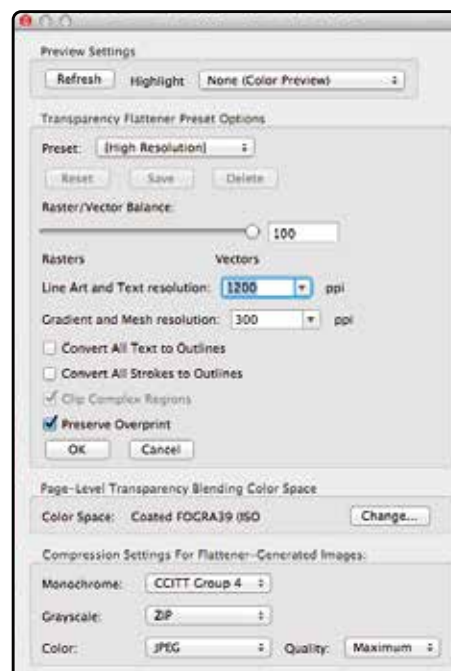 Preview Settings
Refresh Highlight None (Color Preview)
Transparency Flattener Preset Options
Preset: [High Resolution]
Reset Save Delete
Raster/Vector Balance:
100
Rasters Vectors
Line Art and Text resolution: 1200 ppi
Gradient and Mesh resolution: 300 ppi
Convert All Text to Outlines
Convert All Strokes to Outlines
Clip Complex Regions
Preserve Overprint
OK Cancel
Page-Level Transparency Blending Color Space
Color Space: Coated FOGRA39 (ISO Change...
Compression Settings For Flattener-Generated Images:
Monochrome: CCITT Group 4
Grayscale: ZIP
Color: JPEG Quality: Maximum